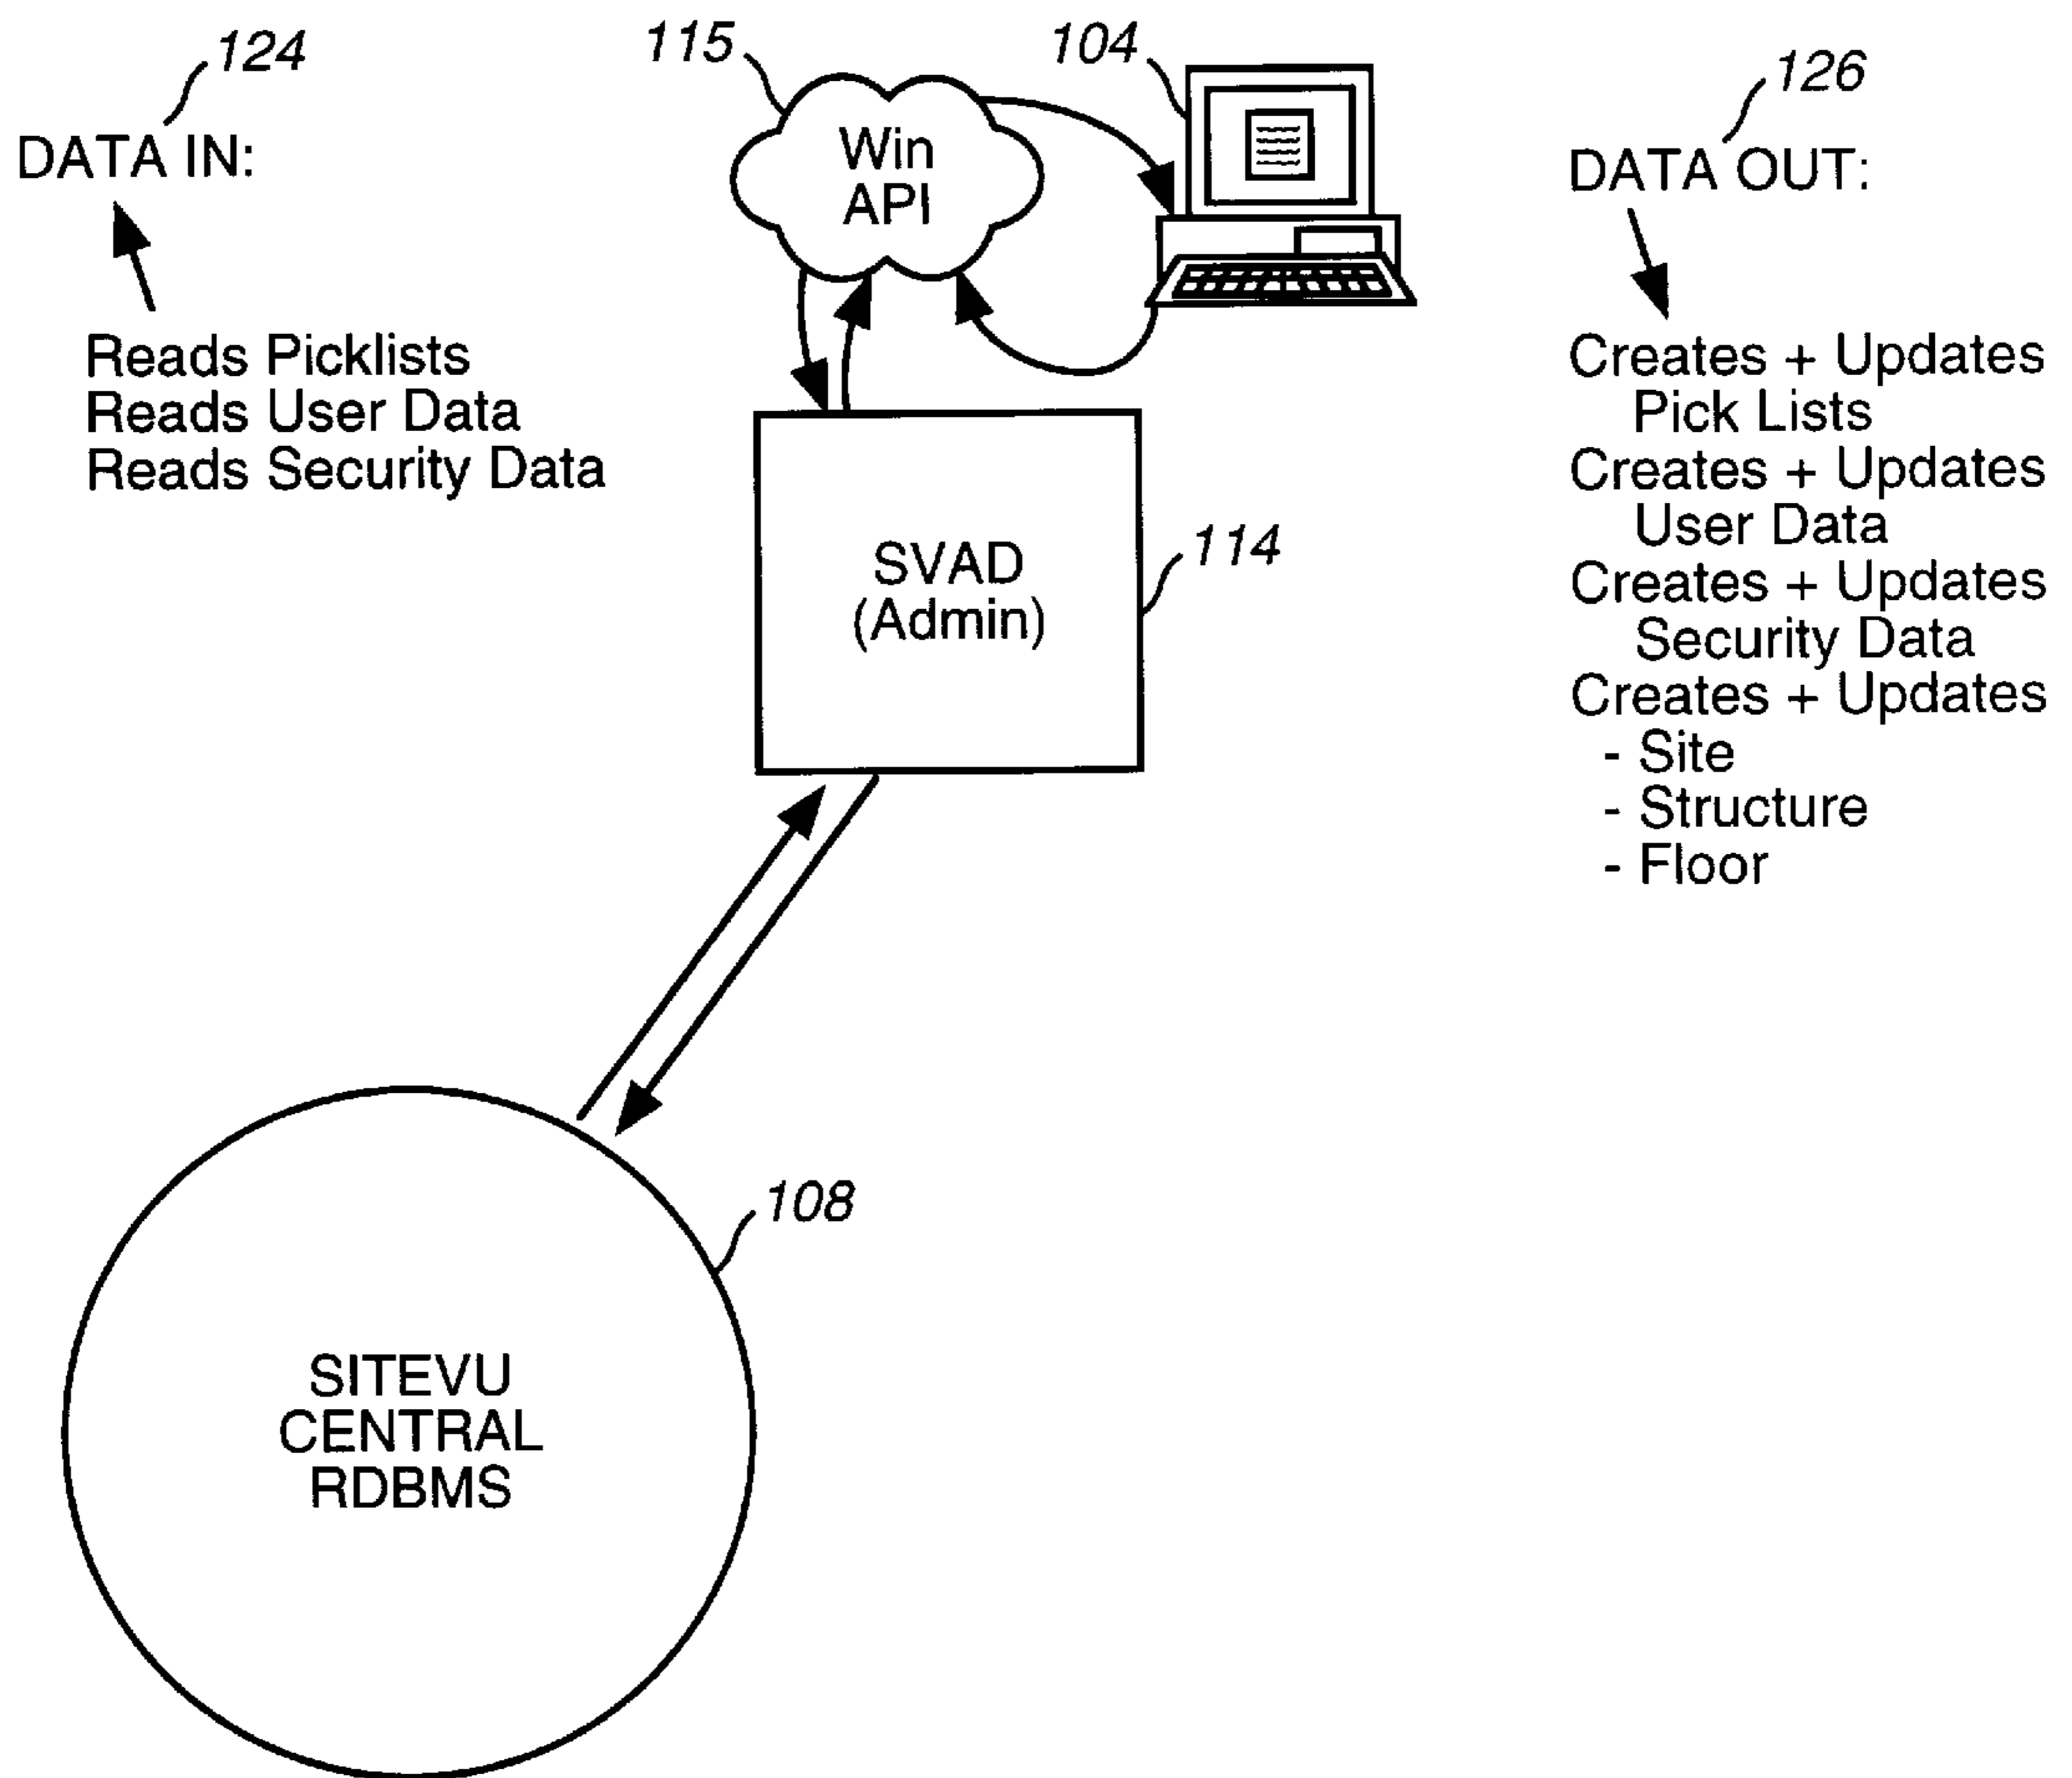 124
DATA IN:
Reads Picklists
Reads User Data
Reads Security Data
115
Win
API
104
126
DATA OUT:
Creates + Updates
Pick Lists
Creates + Updates
User Data
Creates + Updates
Security Data
Creates + Updates
- Site
- Structure
- Floor
SVAD
(Admin)
114
108
SITEVU
CENTRAL
RDBMS